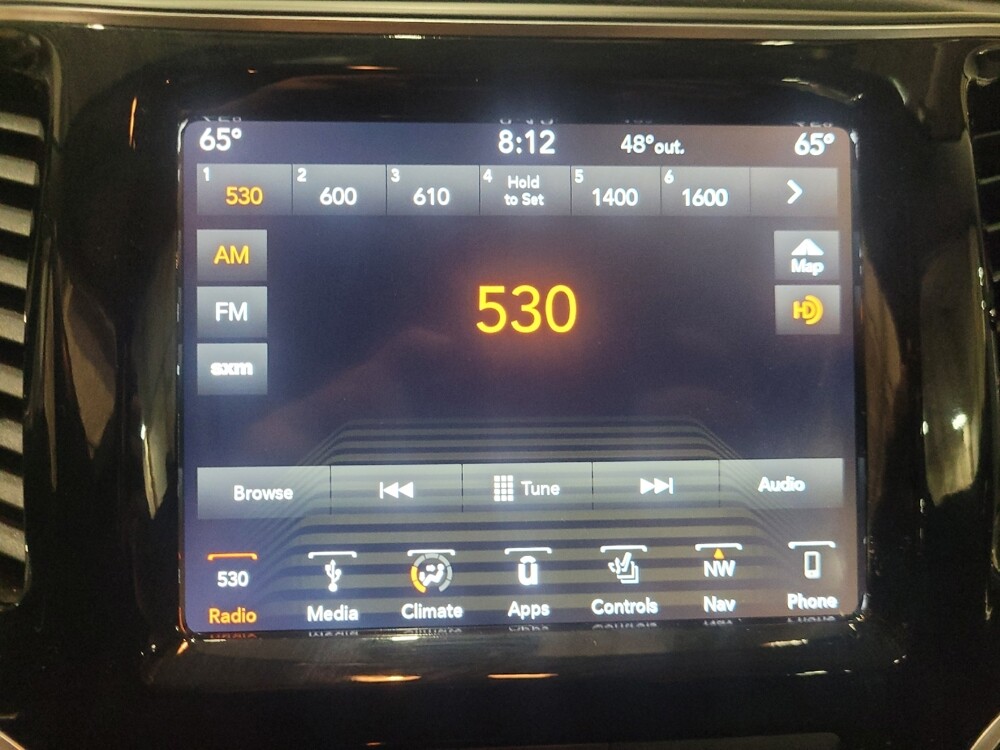 65° 8:12 48° out. 65°
1 530 2 600 3 610 4 Hold to Set 5 1400 6 1600
AM
Map
FM
530
HD
sxm
Browse Tune Audio
530 NW
Radio Media Climate Apps Controls Nav Phone